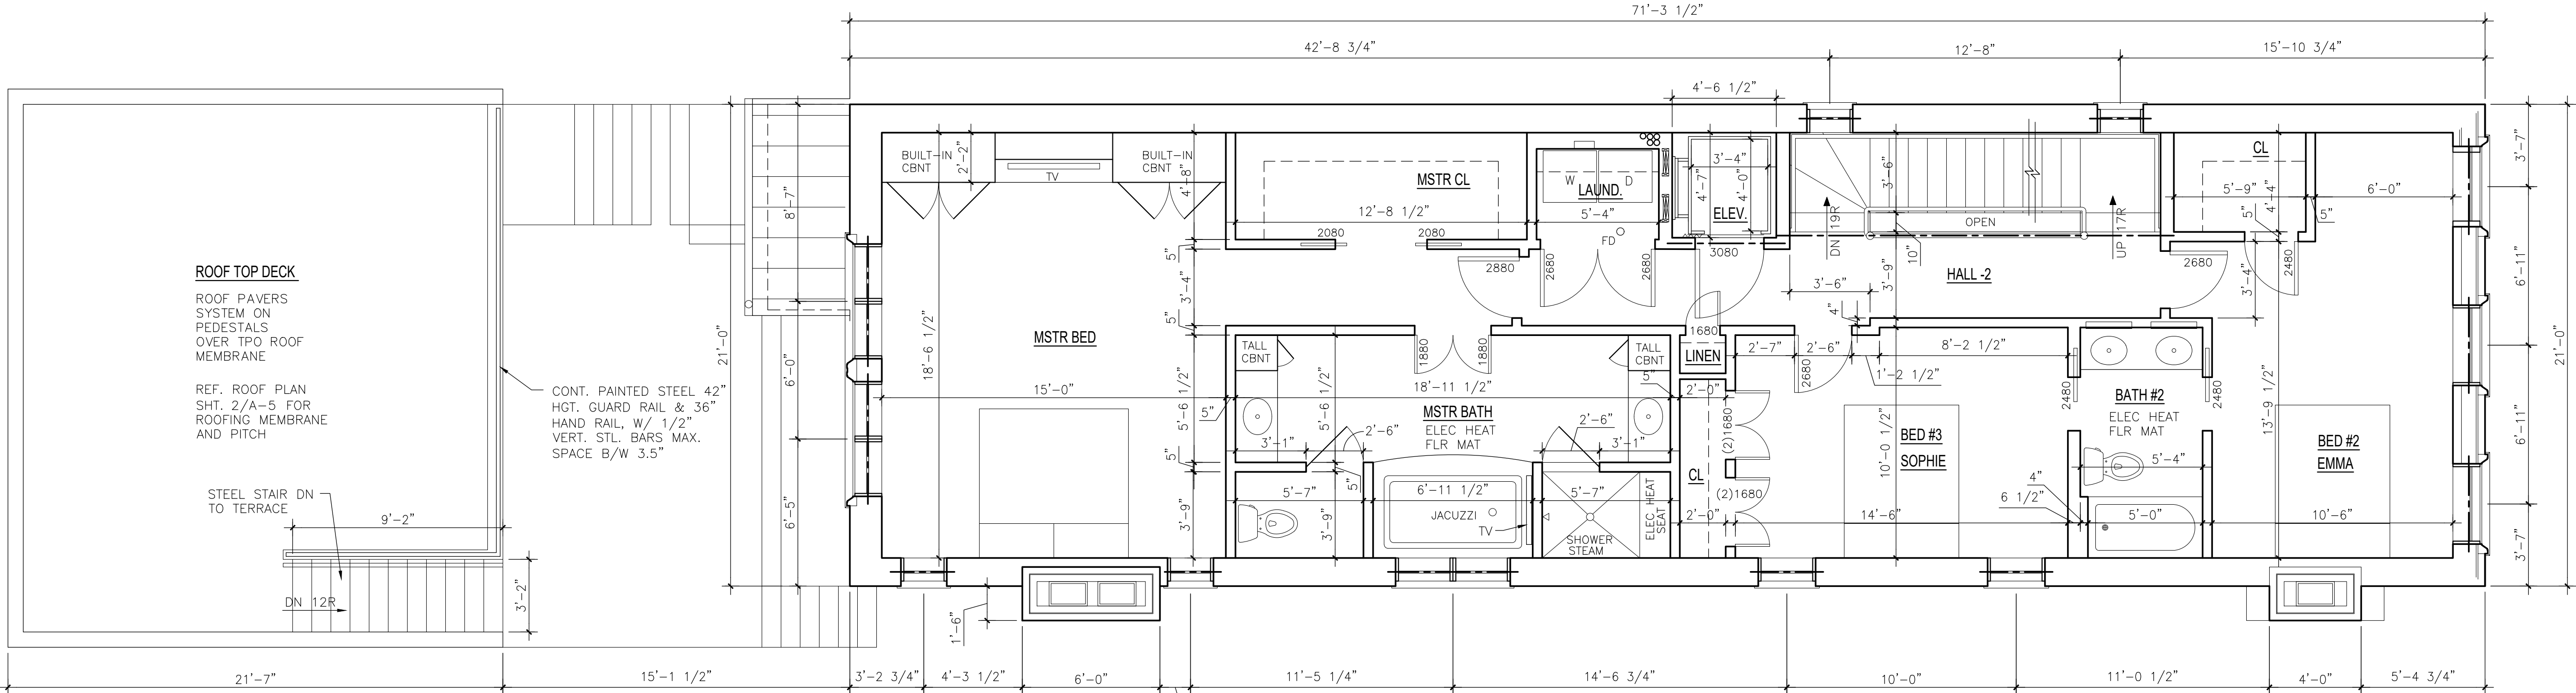 71'-3 1/2"
42'-8 3/4"
12'-8"
15'-10 3/4"
4'-6 1/2"
ROOF TOP DECK
ROOF PAVERS
SYSTEM ON
PEDESTALS
OVER TPO ROOF
MEMBRANE
REF. ROOF PLAN
SHT. 2/A-5 FOR
ROOFING MEMBRANE
AND PITCH
STEEL STAIR DN
TO TERRACE
9'-2"
DN 12R
3'-2"
CONT. PAINTED STEEL 42"
HGT. GUARD RAIL & 36"
HAND RAIL, W/ 1/2"
VERT. STL. BARS MAX.
SPACE B/W 3.5"
21'-0"
8'-7"
6'-0"
6'-5"
BUILT-IN
CBNT
2'-2"
TV
BUILT-IN
CBNT
MSTR BED
18'-6 1/2"
15'-0"
4'-8"
5"
3'-4"
5"
5'-6 1/2"
5"
5"
3'-9"
MSTR CL
12'-8 1/2"
2080
2080
2880
W
D
LAUND.
5'-4"
FD
2680
2680
3'-4"
4'-7"
4'-0"
ELEV.
3080
DN 19R
3'-6"
OPEN
10"
UP 17R
HALL -2
3'-6"
3'-9"
4"
2680
CL
5'-9"
4'-4"
5"
5"
6'-0"
3'-4"
2480
TALL
CBNT
1880
1880
TALL
CBNT
1680
LINEN
5'-6 1/2"
18'-11 1/2"
MSTR BATH
ELEC HEAT
FLR MAT
3'-1"
2'-6"
2'-6"
3'-1"
5"
5'-7"
3'-9"
5"
6'-11 1/2"
JACUZZI
TV
5'-7"
SHOWER
STEAM
ELEC HEAT
SEAT
2'-0"
(2)1680
CL
(2)1680
2'-0"
2'-7"
2'-6"
2680
1'-2 1/2"
8'-2 1/2"
10'-0 1/2"
BED #3
SOPHIE
14'-6"
2480
BATH #2
ELEC HEAT
FLR MAT
2480
5'-4"
4"
6 1/2"
5'-0"
13'-9 1/2"
BED #2
EMMA
10'-6"
3'-7"
6'-11"
6'-11"
3'-7"
21'-0"
1'-6"
21'-7"
15'-1 1/2"
3'-2 3/4"
4'-3 1/2"
6'-0"
11'-5 1/4"
14'-6 3/4"
10'-0"
11'-0 1/2"
4'-0"
5'-4 3/4"